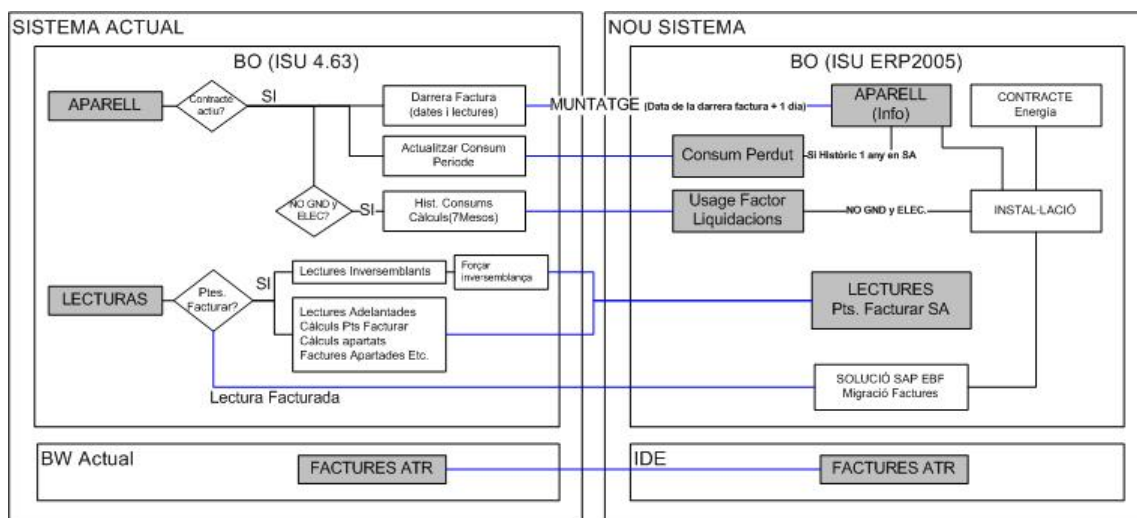 SISTEMA ACTUAL
BO (ISU 4.63)
APARELL
Contracte
actiu?
SI
Darrera Factura
(dates i lectures)
Actualitzar Consum
Periode
NO GND y
ELEC?
SI
Hist. Consums
Càlculs(7Mesos)
LECTURAS
Ptes.
Facturar?
SI
Lectures Inversemblants
Forçar
inversemblança
Lectures Adelantades
Càlculs Pts Facturar
Càlculs apartats
Factures Apartades Etc.
Lectura Facturada
BW Actual
FACTURES ATR
MUNTATGE (Data de la darrera factura + 1 dia)
NOU SISTEMA
BO (ISU ERP2005)
APARELL
(Info)
CONTRACTE
Energía
Consum Perdut
Si Històric 1 any en SA
Usage Factor
Liquidacions
NO GND y ELEC.
INSTAL·LACIÓ
LECTURES
Pts. Facturar SA
SOLUCIÓ SAP EBF
Migració Factures
IDE
FACTURES ATR